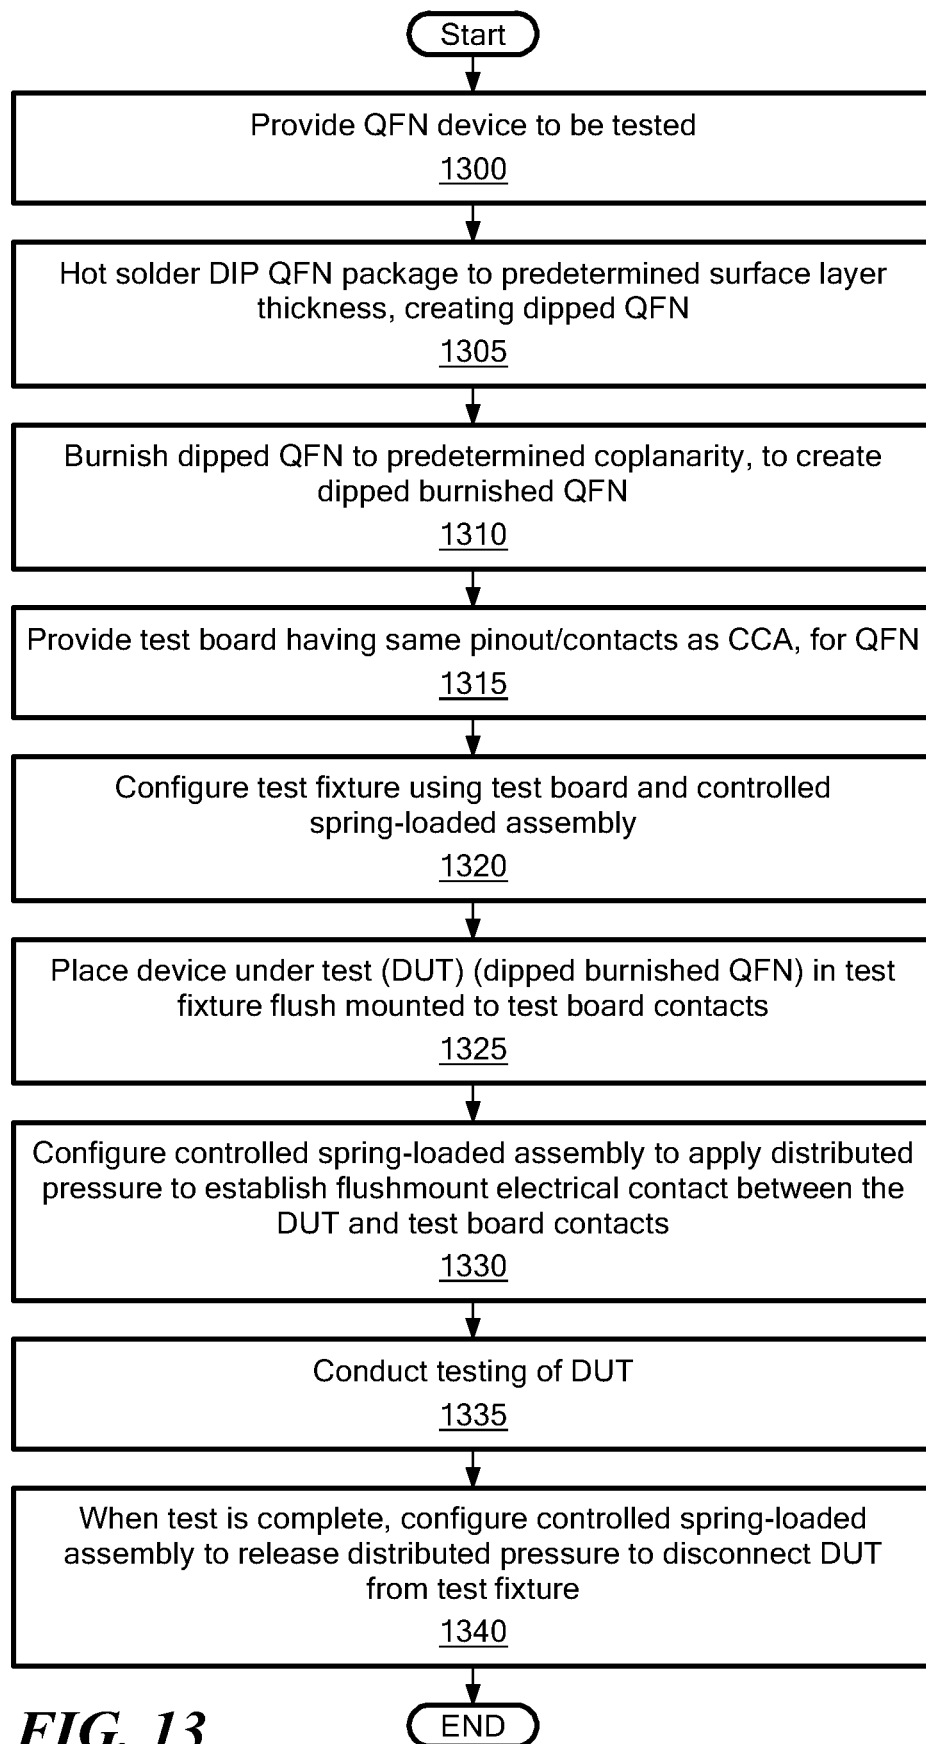 Start
Provide QFN device to be tested
1300
Hot solder DIP QFN package to predetermined surface layer
thickness, creating dipped QFN
1305
Burnish dipped QFN to predetermined coplanarity, to create
dipped burnished QFN
1310
Provide test board having same pinout/contacts as CCA, for QFN
1315
Configure test fixture using test board and controlled
spring-loaded assembly
1320
Place device under test (DUT) (dipped burnished QFN) in test
fixture flush mounted to test board contacts
1325
Configure controlled spring-loaded assembly to apply distributed
pressure to establish flushmount electrical contact between the
DUT and test board contacts
1330
Conduct testing of DUT
1335
When test is complete, configure controlled spring-loaded
assembly to release distributed pressure to disconnect DUT
from test fixture
1340
END
FIG. 13